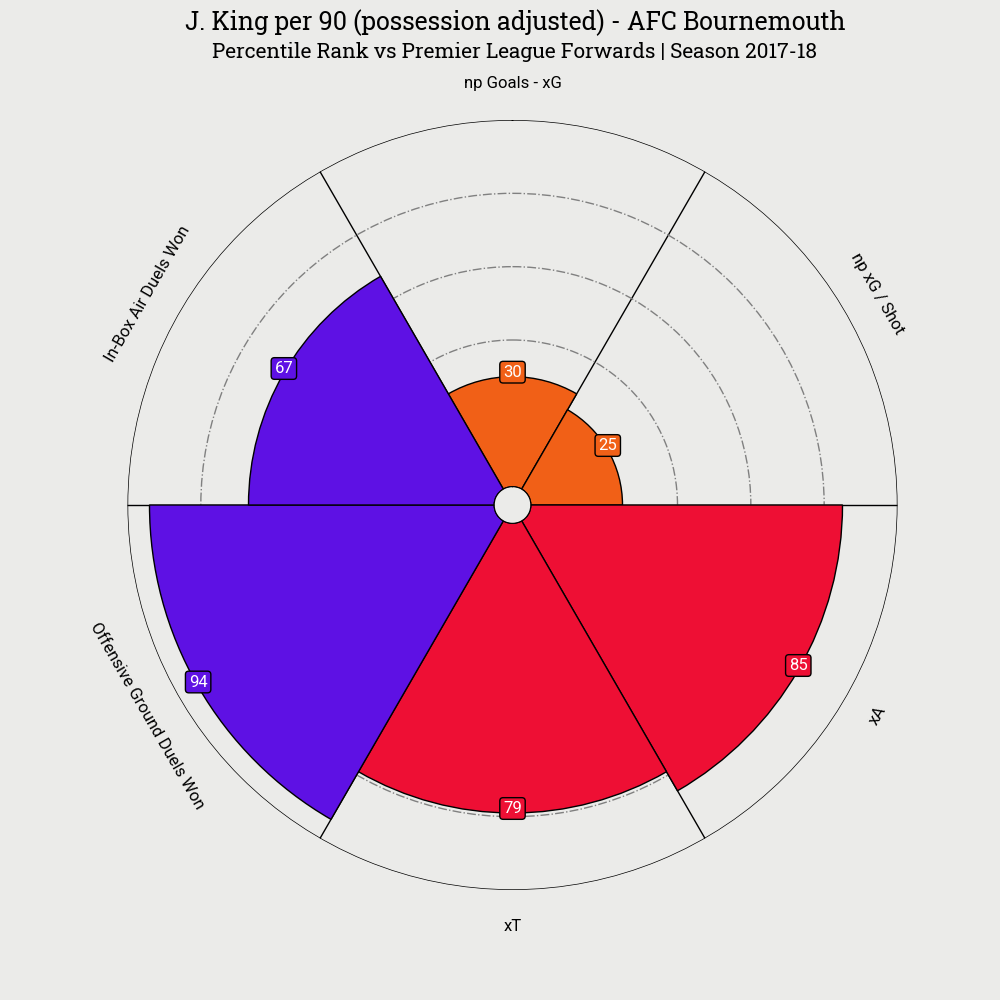 J. King per 90 (possession adjusted) - AFC Bournemouth
Percentile Rank vs Premier League Forwards | Season 2017-18
np Goals - xG
np xG / Shot
In-Box Air Duels Won
67
30
25
Offensive Ground Duels Won
94
79
85
xA
xT